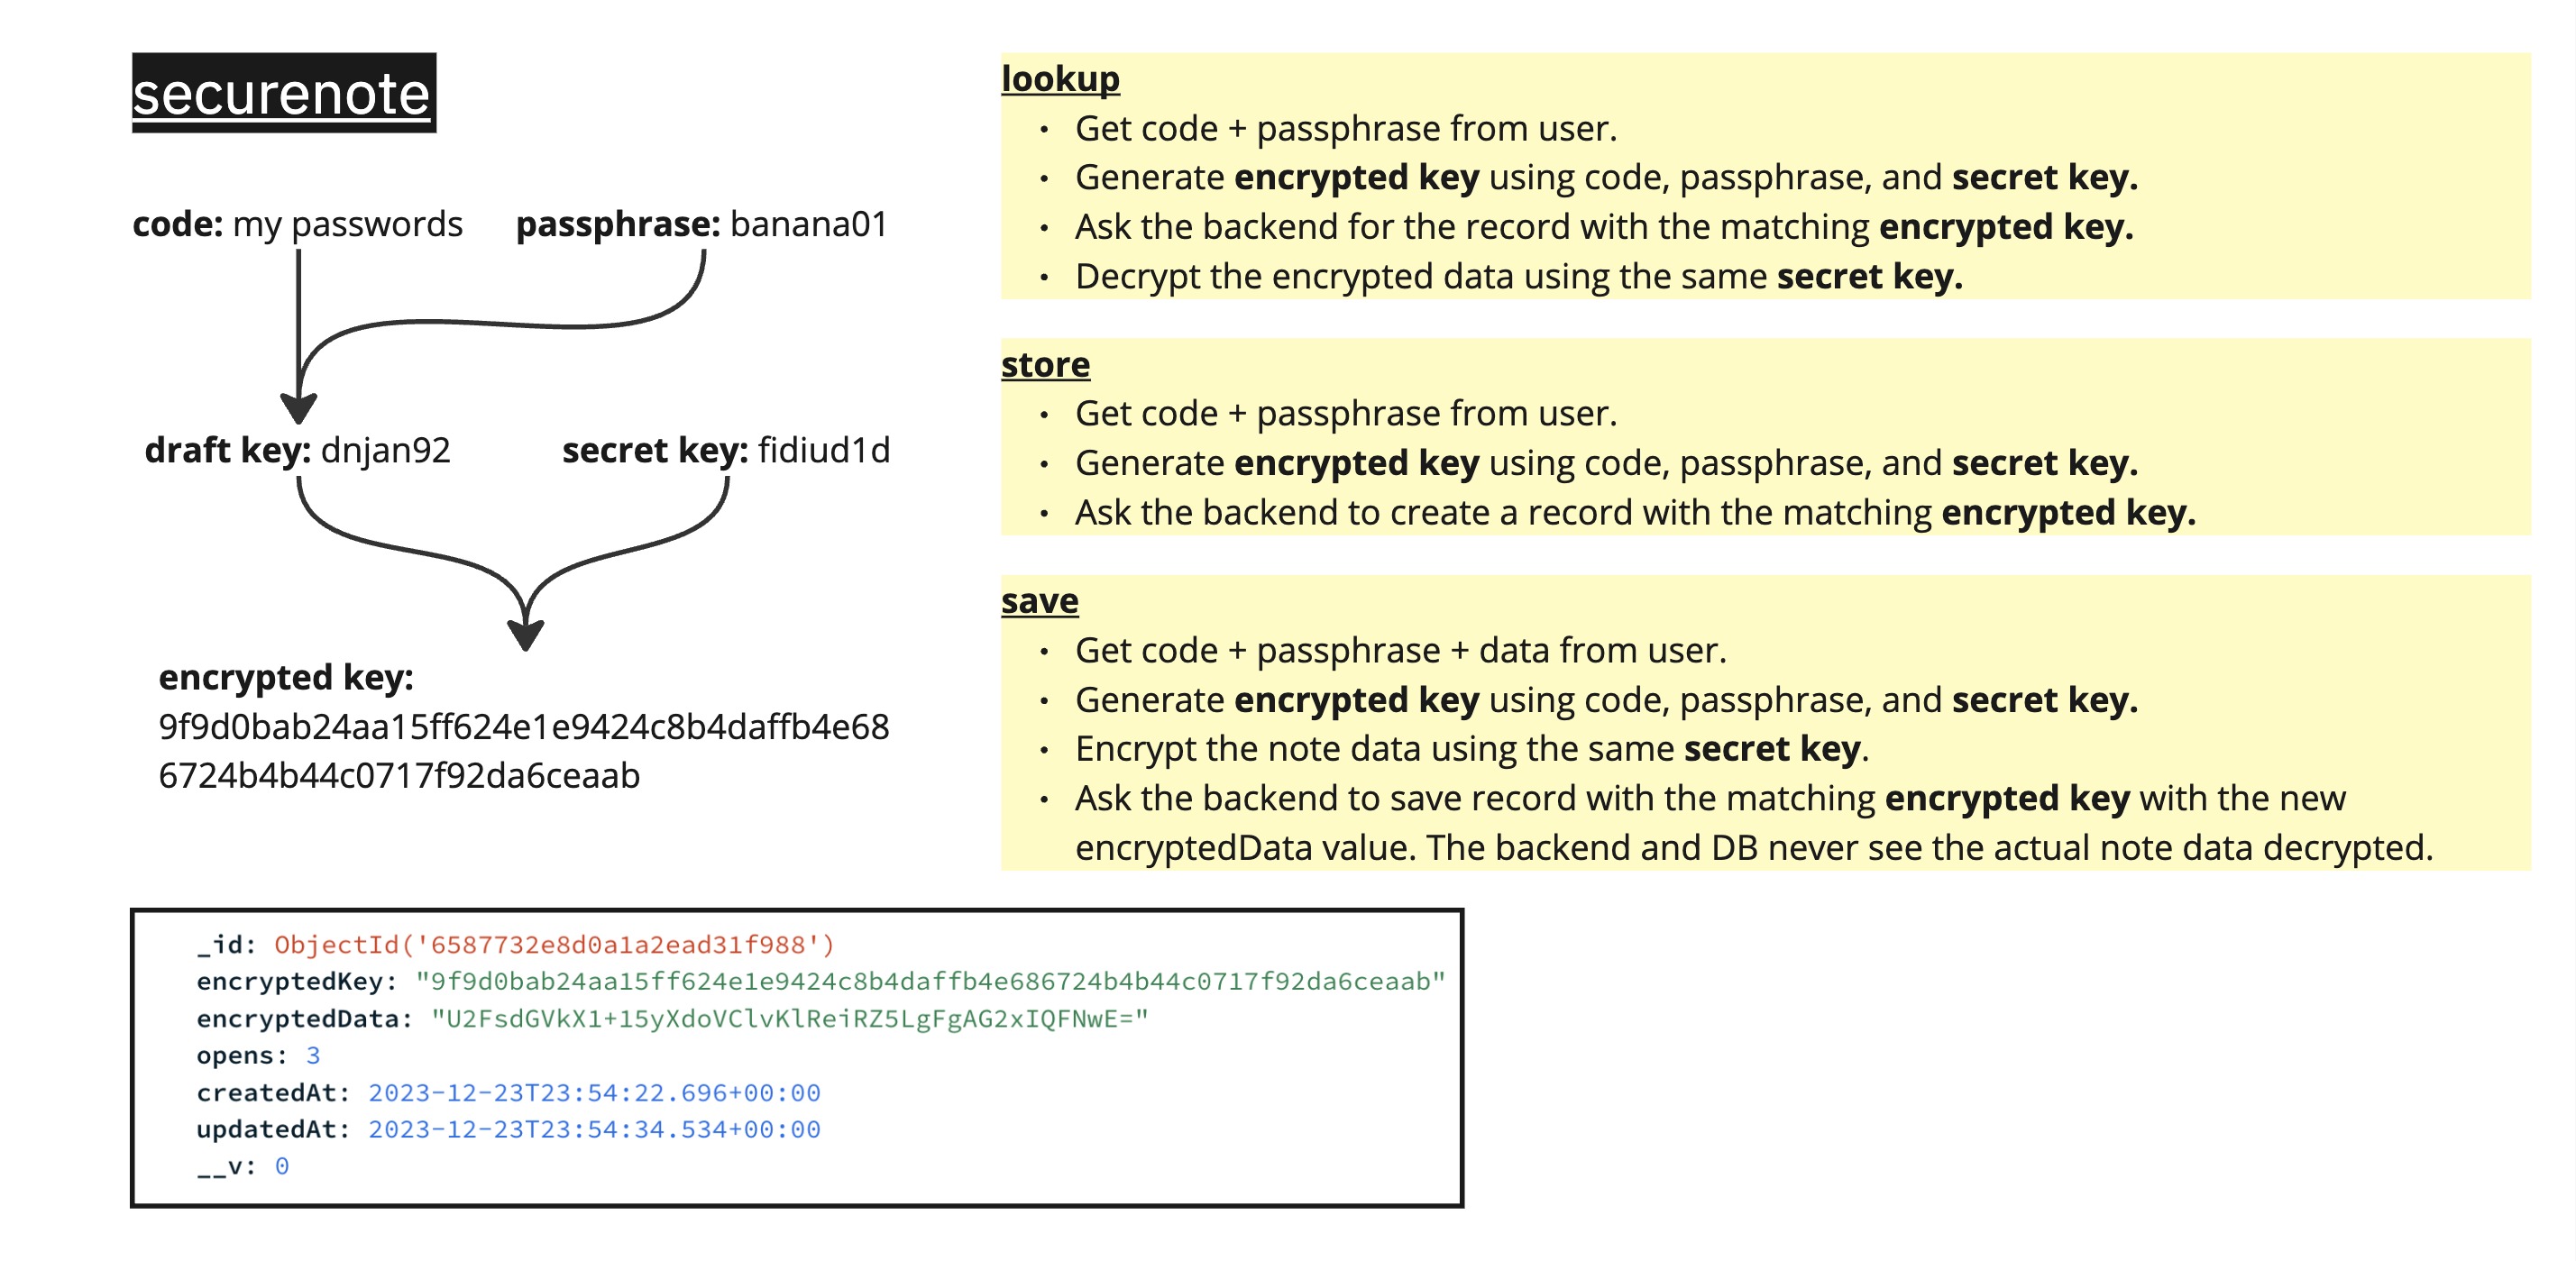 securenote
code: my passwords passphrase: banana01
draft key: dnjan92 secret key: fidiud1d
encrypted key:
9f9d0bab24aa15ff624e1e9424c8b4daffb4e68
6724b4b44c0717f92da6ceaab
lookup
• Get code + passphrase from user.
• Generate encrypted key using code, passphrase, and secret key.
• Ask the backend for the record with the matching encrypted key.
• Decrypt the encrypted data using the same secret key.
store
• Get code + passphrase from user.
• Generate encrypted key using code, passphrase, and secret key.
• Ask the backend to create a record with the matching encrypted key.
save
• Get code + passphrase + data from user.
• Generate encrypted key using code, passphrase, and secret key.
• Encrypt the note data using the same secret key.
• Ask the backend to save record with the matching encrypted key with the new
encryptedData value. The backend and DB never see the actual note data decrypted.
_id: ObjectId('6587732e8d0a1a2ead31f988')
encryptedKey: "9f9d0bab24aa15ff624e1e9424c8b4daffb4e686724b4b44c0717f92da6ceaab"
encryptedData: "U2FsdGVkX1+15yXdoVClvKlReiRZ5LgFgAG2xIQFNwE="
opens: 3
createdAt: 2023-12-23T23:54:22.696+00:00
updatedAt: 2023-12-23T23:54:34.534+00:00
__v: 0